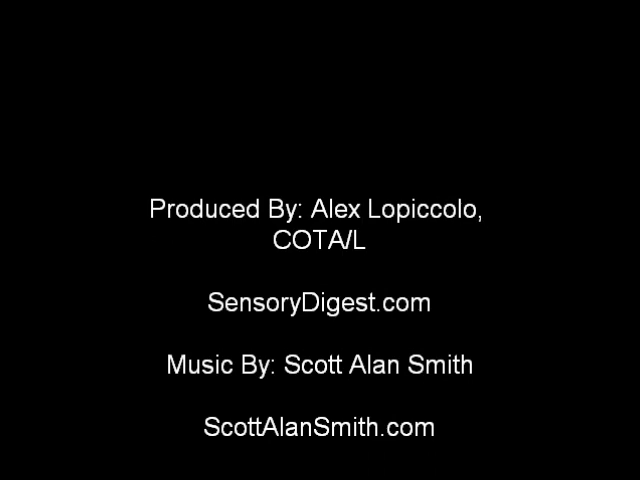 Produced By: Alex Lopiccolo,
COTA/L
SensoryDigest.com
Music By: Scott Alan Smith
ScottAlanSmith.com